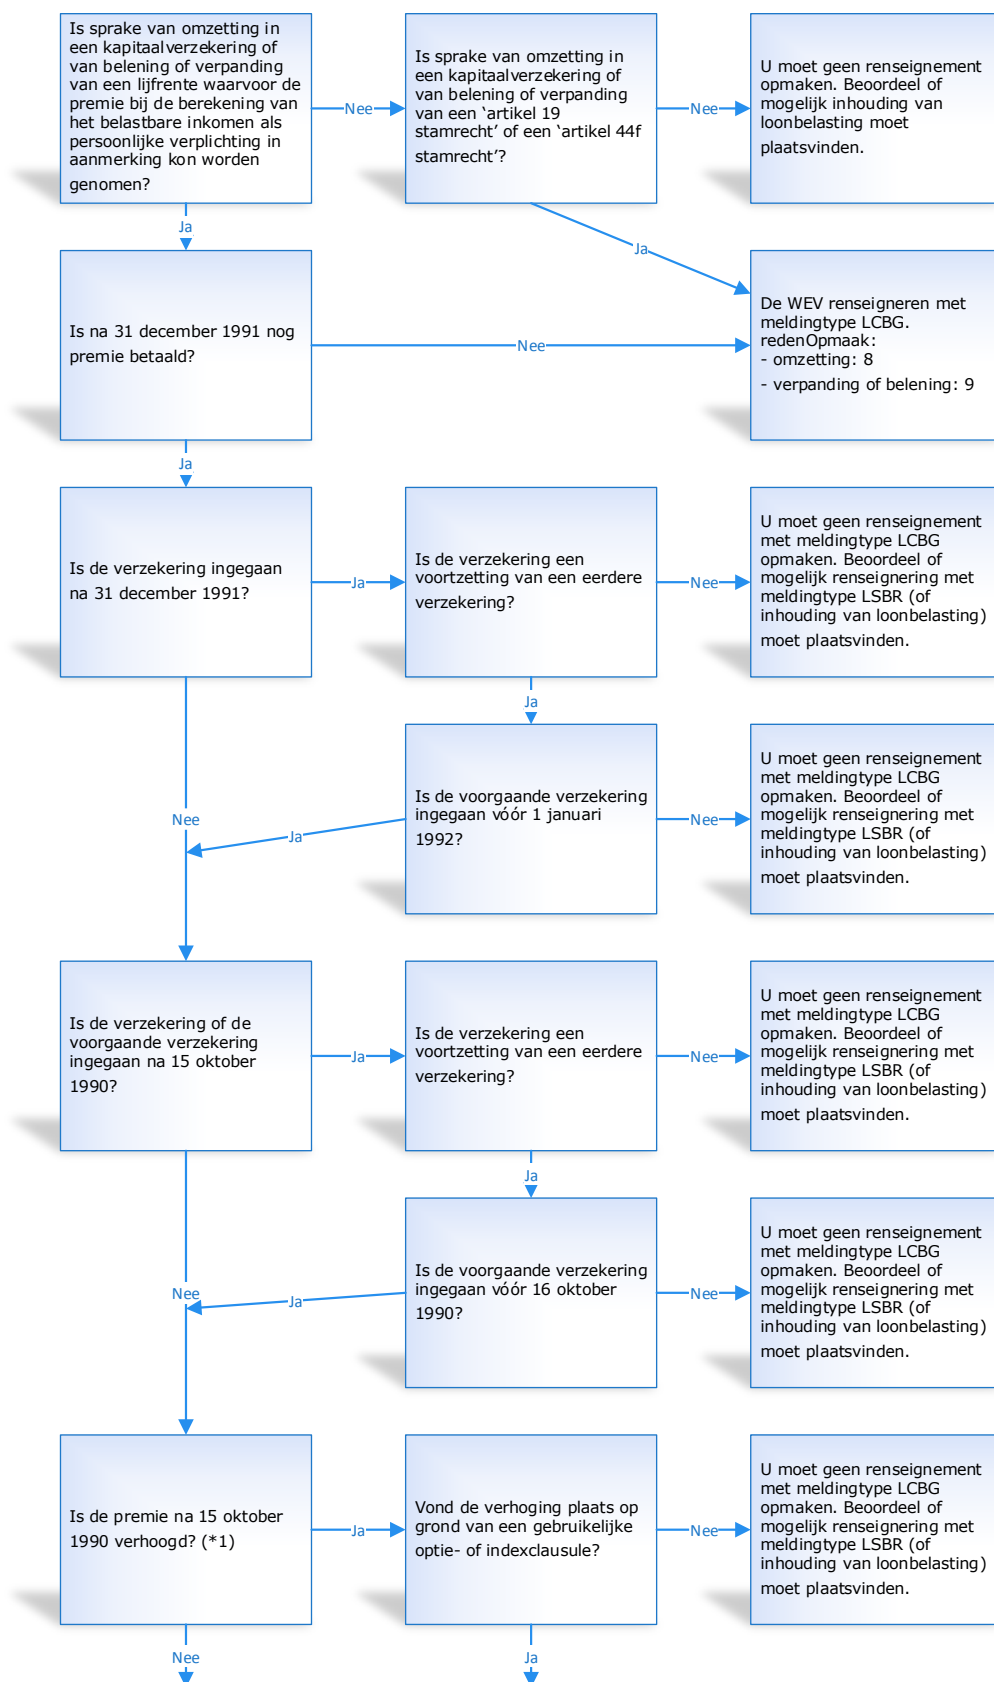 Is sprake van omzetting in
een kapitaalverzekering of
van belening of verpanding
van een lijfrente waarvoor de
premie bij de berekening van
het belastbare inkomen als
persoonlijke verplichting in
aanmerking kon worden
genomen?
Nee
Is sprake van omzetting in
een kapitaalverzekering of
van belening of verpanding
van een ‘artikel 19
stamrecht’ of een ‘artikel 44f
stamrecht’?
Nee
U moet geen renseignement
opmaken. Beoordeel of
mogelijk inhouding van
loonbelasting moet
plaatsvinden.
Ja
Ja
Is na 31 december 1991 nog
premie betaald?
Nee
De WEV renseigneren met
meldingtype LCBG.
redenOpmaak:
- omzetting: 8
- verpanding of belening: 9
Ja
Is de verzekering ingegaan
na 31 december 1991?
Ja
Is de verzekering een
voortzetting van een eerdere
verzekering?
Nee
U moet geen renseignement
met meldingtype LCBG
opmaken. Beoordeel of
mogelijk renseignering met
meldingtype LSBR (of
inhouding van loonbelasting)
moet plaatsvinden.
Ja
Nee
Ja
Is de voorgaande verzekering
ingegaan vóór 1 januari
1992?
Nee
U moet geen renseignement
met meldingtype LCBG
opmaken. Beoordeel of
mogelijk renseignering met
meldingtype LSBR (of
inhouding van loonbelasting)
moet plaatsvinden.
Is de verzekering of de
voorgaande verzekering
ingegaan na 15 oktober
1990?
Ja
Is de verzekering een
voortzetting van een eerdere
verzekering?
Nee
U moet geen renseignement
met meldingtype LCBG
opmaken. Beoordeel of
mogelijk renseignering met
meldingtype LSBR (of
inhouding van loonbelasting)
moet plaatsvinden.
Ja
Nee
Ja
Is de voorgaande verzekering
ingegaan vóór 16 oktober
1990?
Nee
U moet geen renseignement
met meldingtype LCBG
opmaken. Beoordeel of
mogelijk renseignering met
meldingtype LSBR (of
inhouding van loonbelasting)
moet plaatsvinden.
Is de premie na 15 oktober
1990 verhoogd? (*1)
Ja
Vond de verhoging plaats op
grond van een gebruikelijke
optie- of indexclausule?
Nee
U moet geen renseignement
met meldingtype LCBG
opmaken. Beoordeel of
mogelijk renseignering met
meldingtype LSBR (of
inhouding van loonbelasting)
moet plaatsvinden.
Nee
Ja